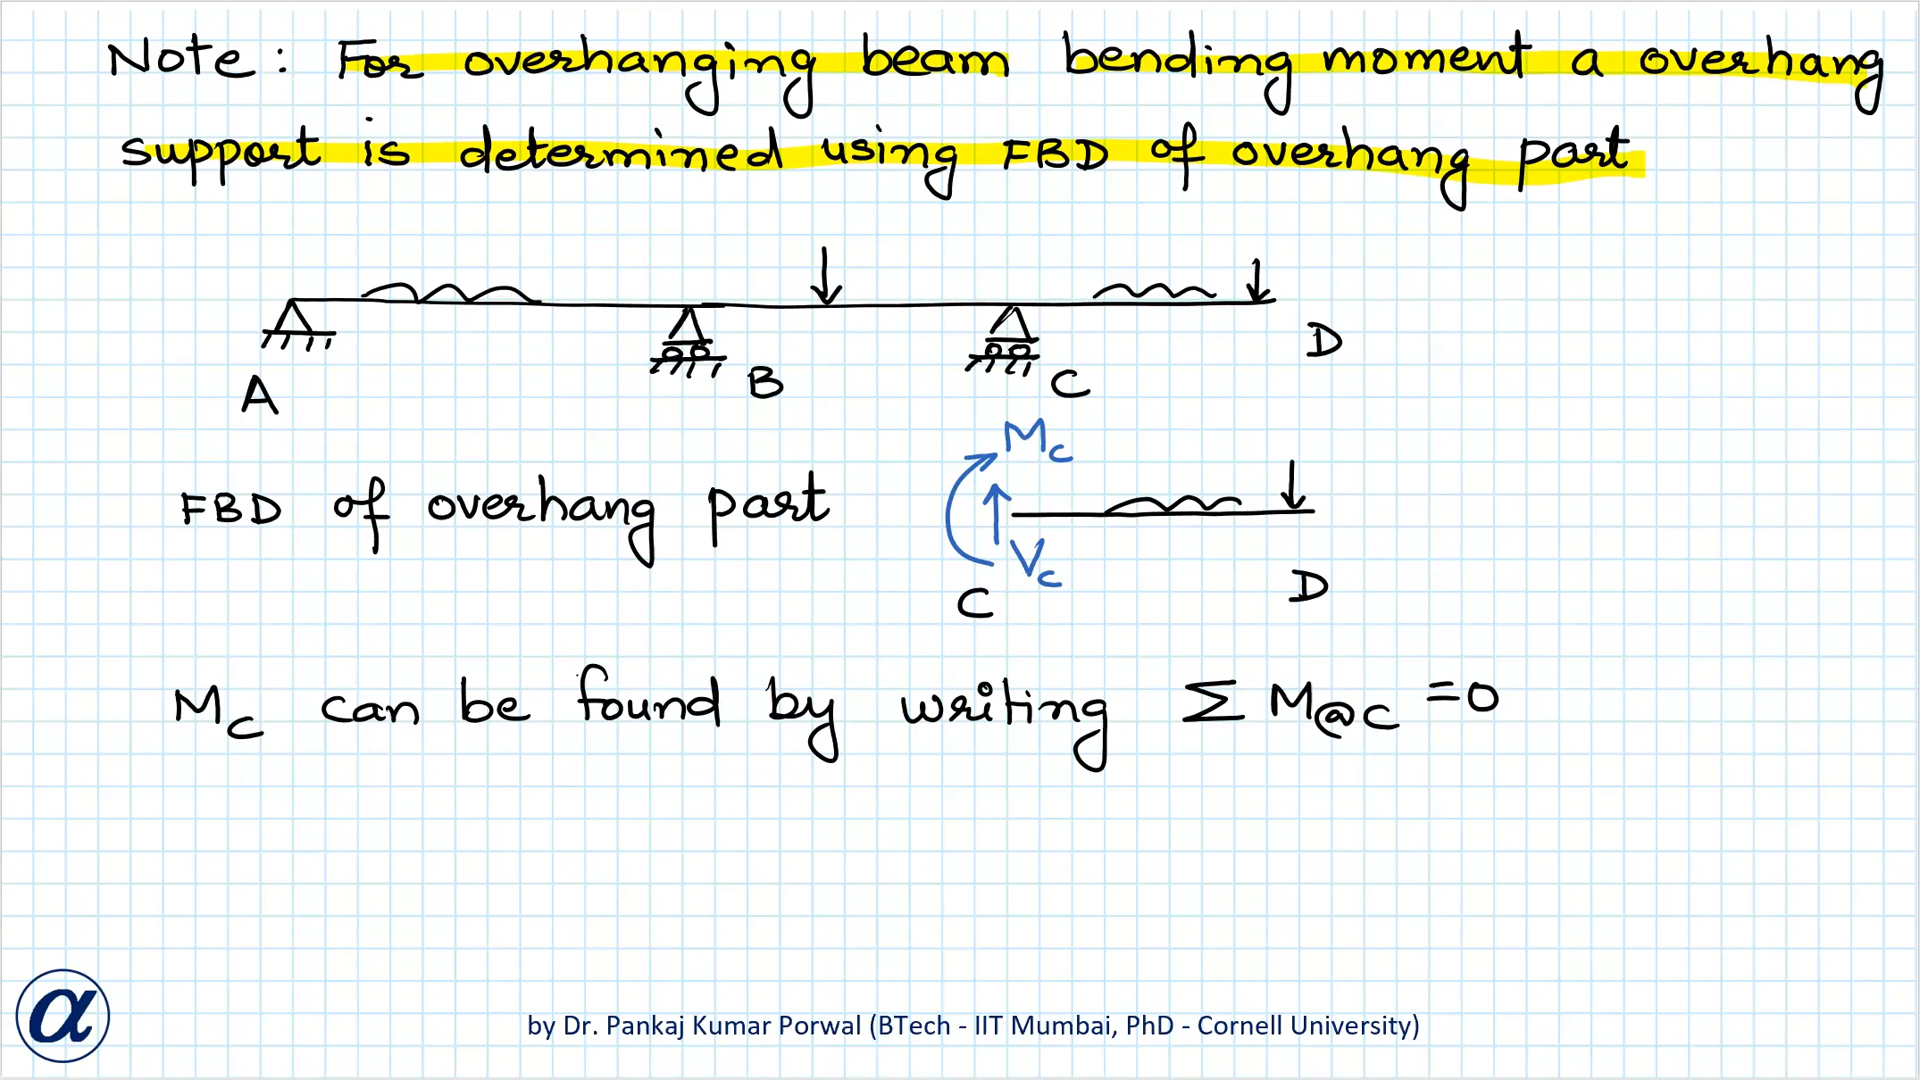 Note: For overhanging beam bending moment a overhang
support is determined using FBD of overhang part
A B C D
FBD of overhang part
Mc
Vc
C D
Mc can be found by writing Σ M@C =0
α
by Dr. Pankaj Kumar Porwal (BTech - IIT Mumbai, PhD - Cornell University)